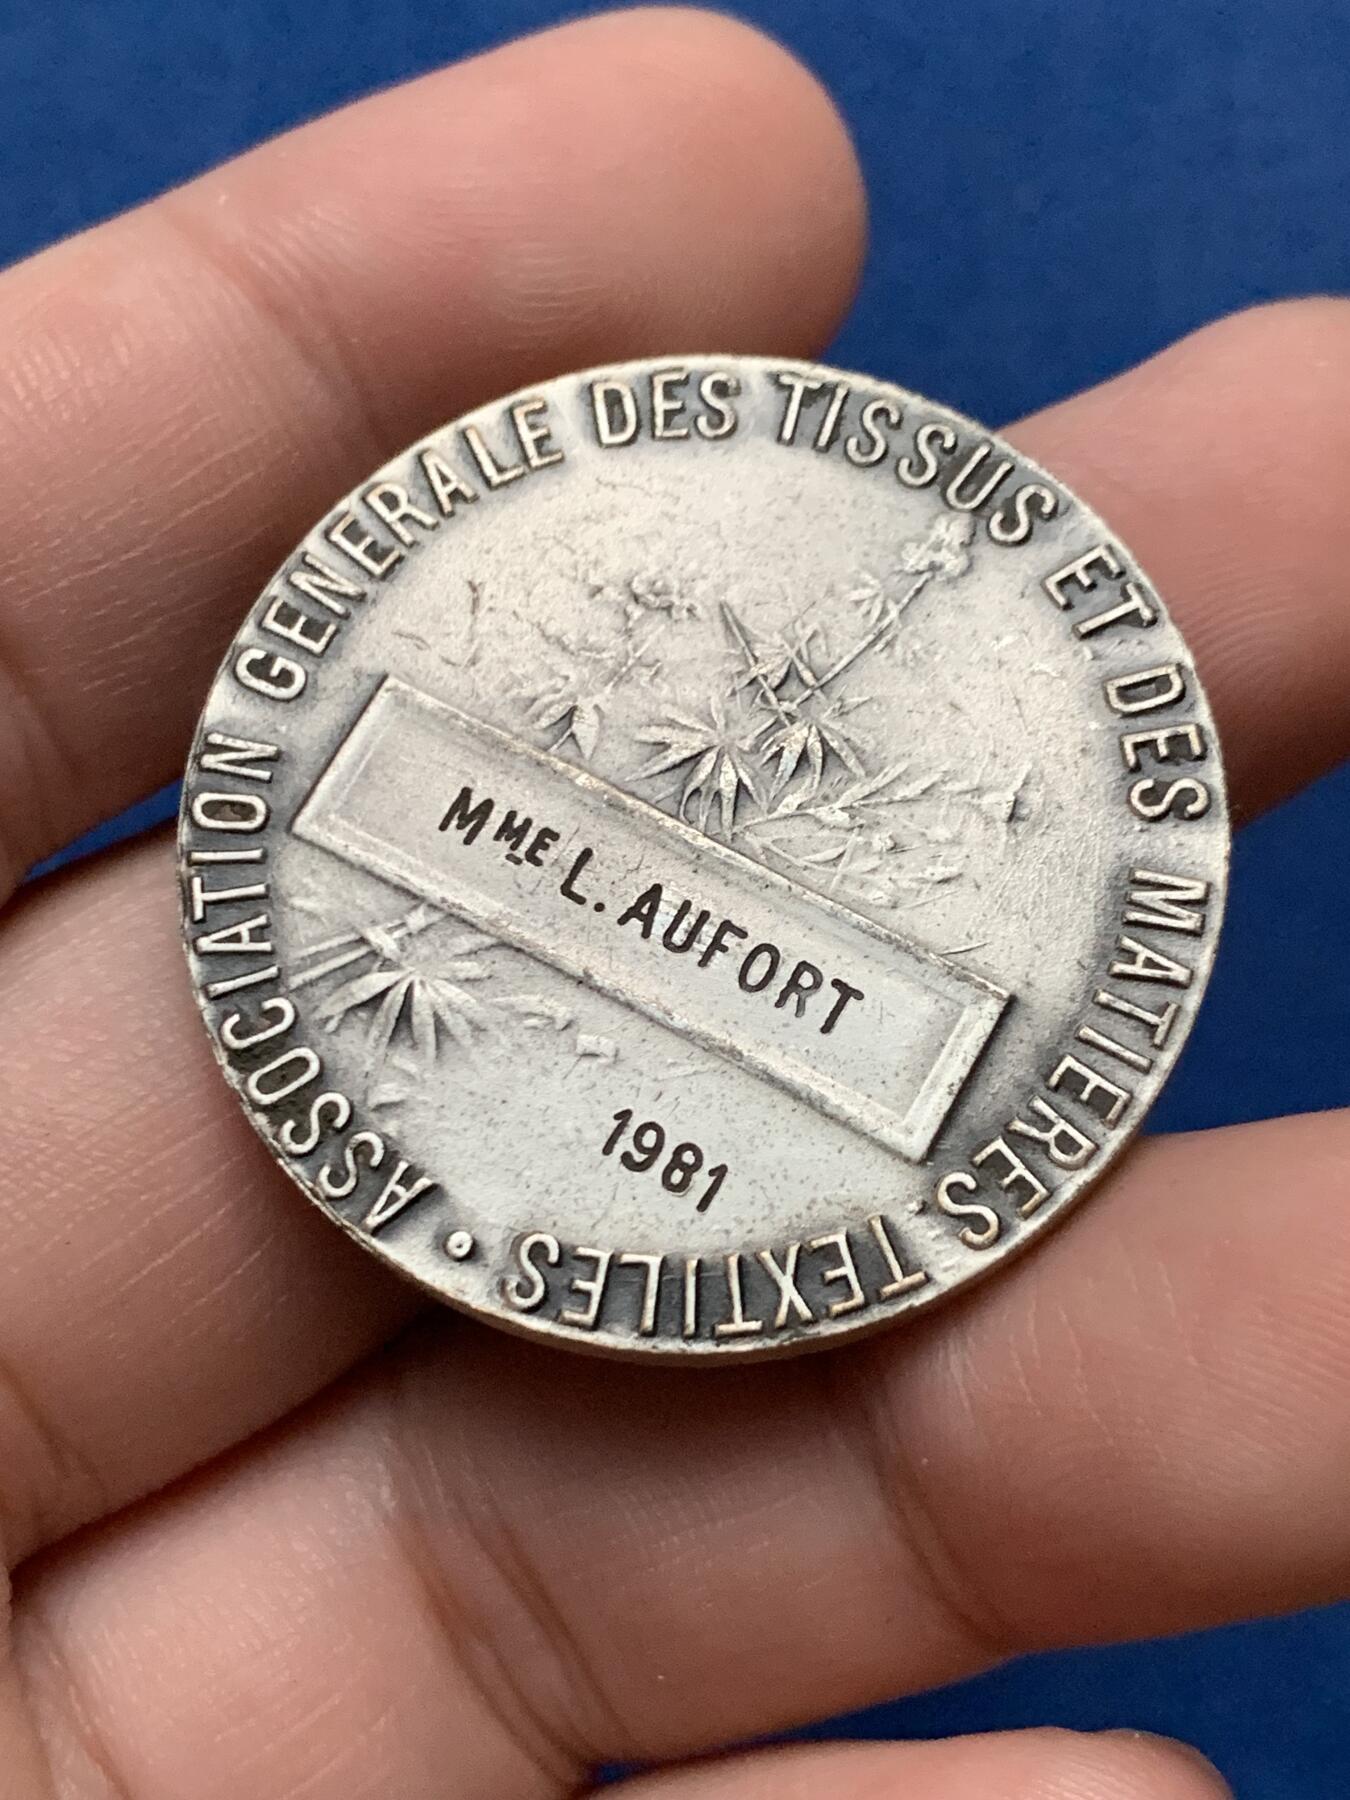 ASSOCIATION GENERALE DES TISSUS ET DES MATIERES TEXTILES •
MME L. AUFORT
1981